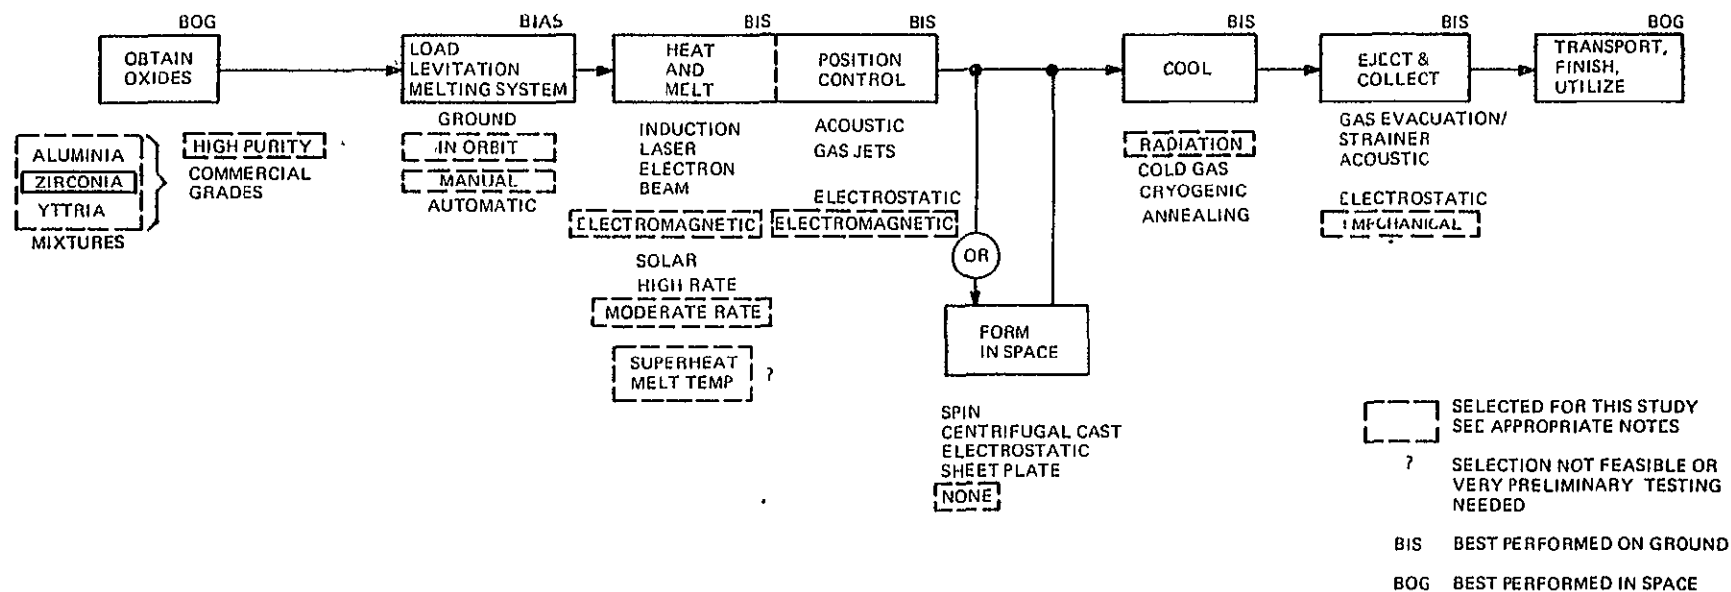 BOG
OBTAIN
OXIDES
ALUMINIA
ZIRCONIA
YTTRIA
MIXTURES
HIGH PURITY
COMMERCIAL
GRADES
BIAS
LOAD
LEVITATION
MELTING SYSTEM
GROUND
IN ORBIT
MANUAL
AUTOMATIC
BIS
HEAT
AND
MELT
INDUCTION
LASER
ELECTRON
BEAM
ELECTROMAGNETIC
SOLAR
HIGH RATE
MODERATE RATE
SUPERHEAT
MELT TEMP
?
BIS
POSITION
CONTROL
ACOUSTIC
GAS JETS
ELECTROSTATIC
ELECTROMAGNETIC
OR
FORM
IN SPACE
SPIN
CENTRIFUGAL CAST
ELECTROSTATIC
SHEET PLATE
NONE
BIS
COOL
RADIATION
COLD GAS
CRYOGENIC
ANNEALING
BIS
EJECT &
COLLECT
GAS EVACUATION/
STRAINER
ACOUSTIC
ELECTROSTATIC
BOG
TRANSPORT,
FINISH,
UTILIZE
SELECTED FOR THIS STUDY
SEE APPROPRIATE NOTES
? SELECTION NOT FEASIBLE OR
VERY PRELIMINARY TESTING
NEEDED
BIS BEST PERFORMED ON GROUND
BOG BEST PERFORMED IN SPACE